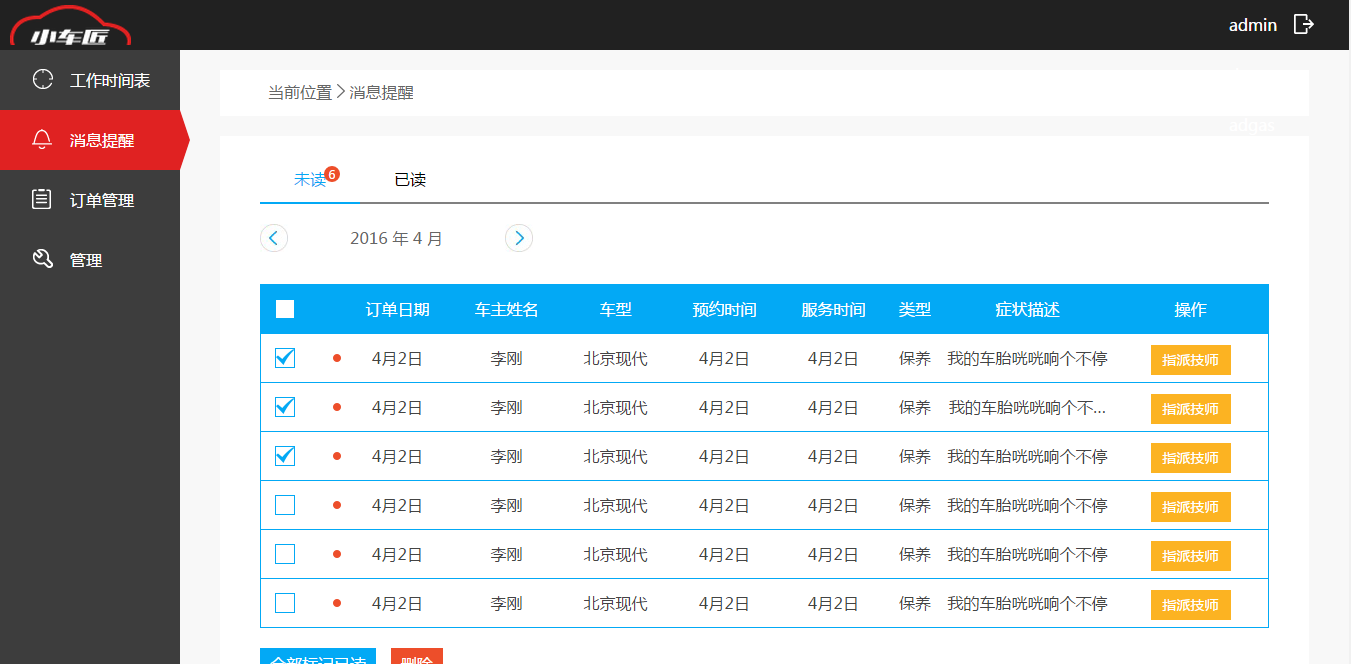 小车匠
admin
工作时间表
消息提醒
订单管理
管理
当前位置 > 消息提醒
adgas
未读 6 已读
2016 年 4 月
订单日期 车主姓名 车型 预约时间 服务时间 类型 症状描述 操作
4月2日 李刚 北京现代 4月2日 4月2日 保养 我的车胎咣咣响个不停 指派技师
4月2日 李刚 北京现代 4月2日 4月2日 保养 我的车胎咣咣响个不... 指派技师
4月2日 李刚 北京现代 4月2日 4月2日 保养 我的车胎咣咣响个不停 指派技师
4月2日 李刚 北京现代 4月2日 4月2日 保养 我的车胎咣咣响个不停 指派技师
4月2日 李刚 北京现代 4月2日 4月2日 保养 我的车胎咣咣响个不停 指派技师
4月2日 李刚 北京现代 4月2日 4月2日 保养 我的车胎咣咣响个不停 指派技师
全部标记已读 删除